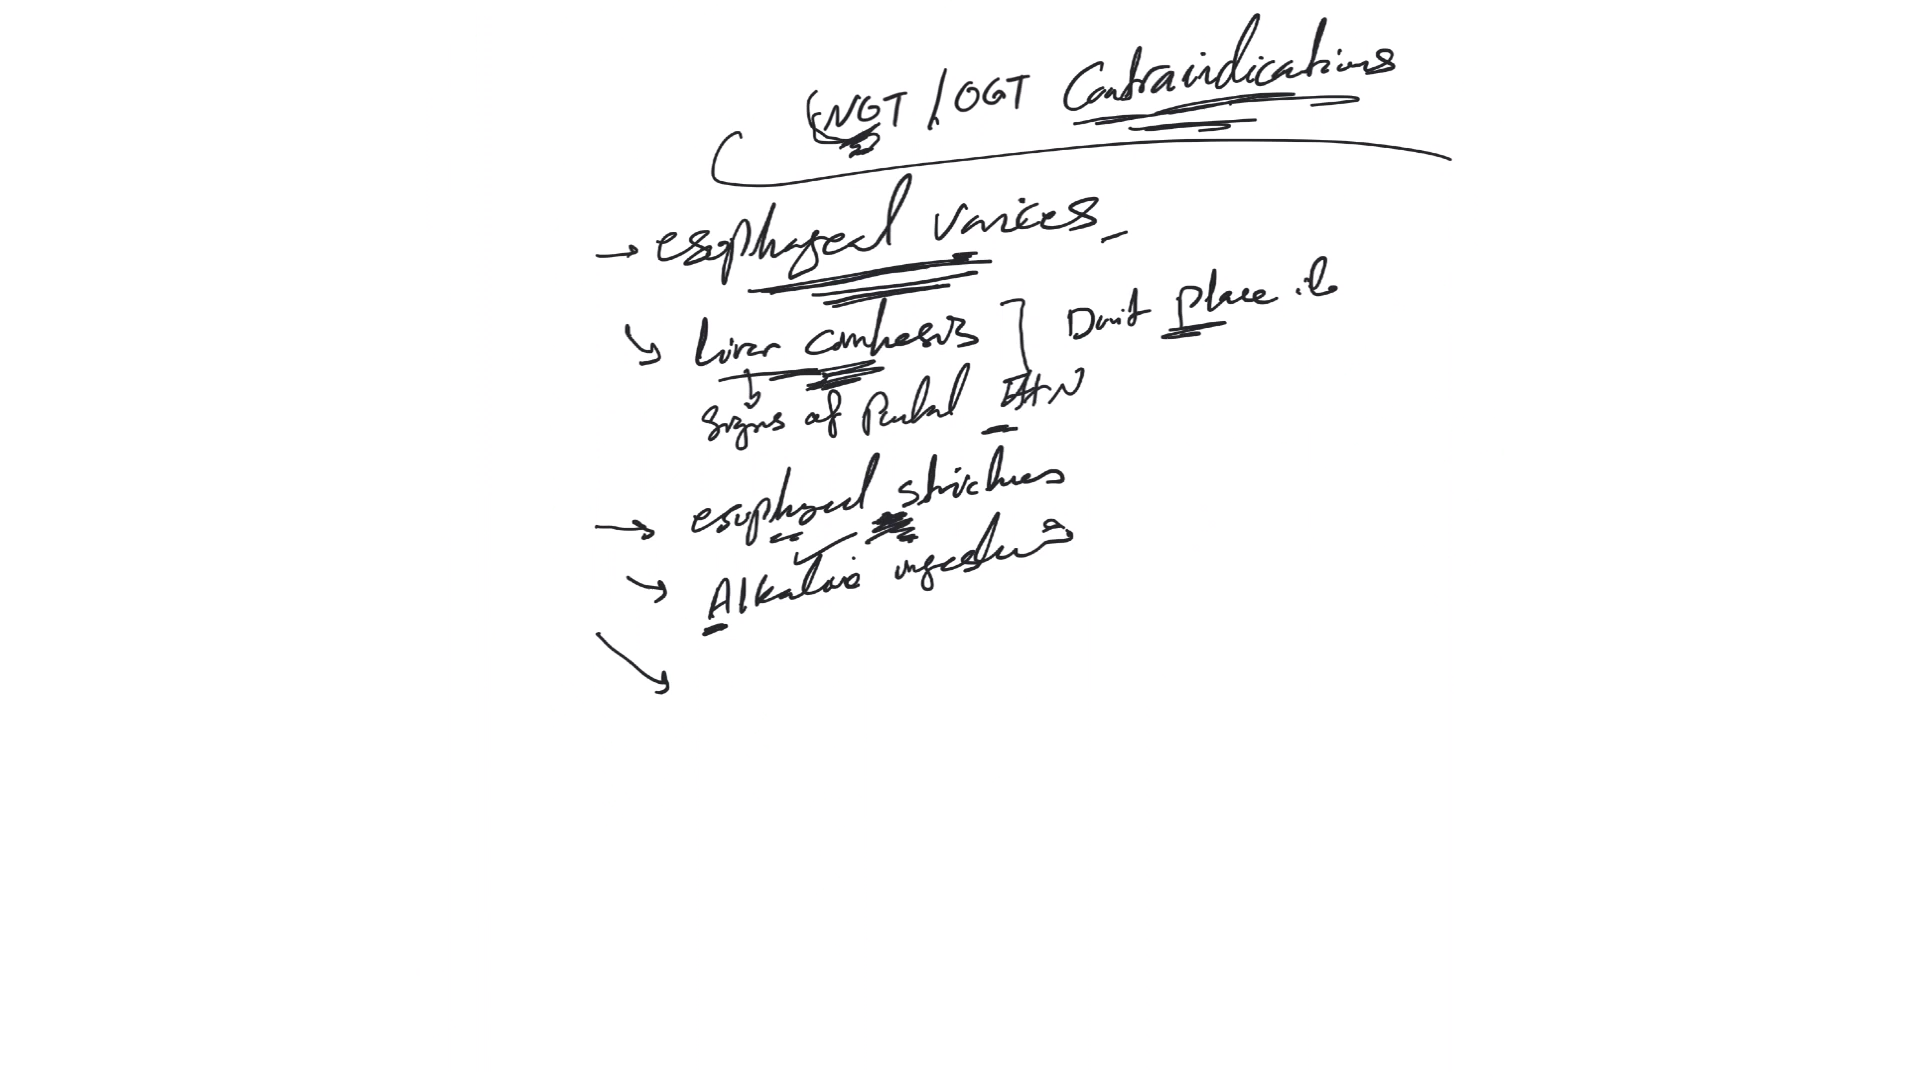 NGT / OGT Contraindications
→ esophageal varices
→ Liver cirrhosis ] Don't place it
↓
signs of Portal HTN
→ esophageal strictures
→ Alkaline ingestion
→